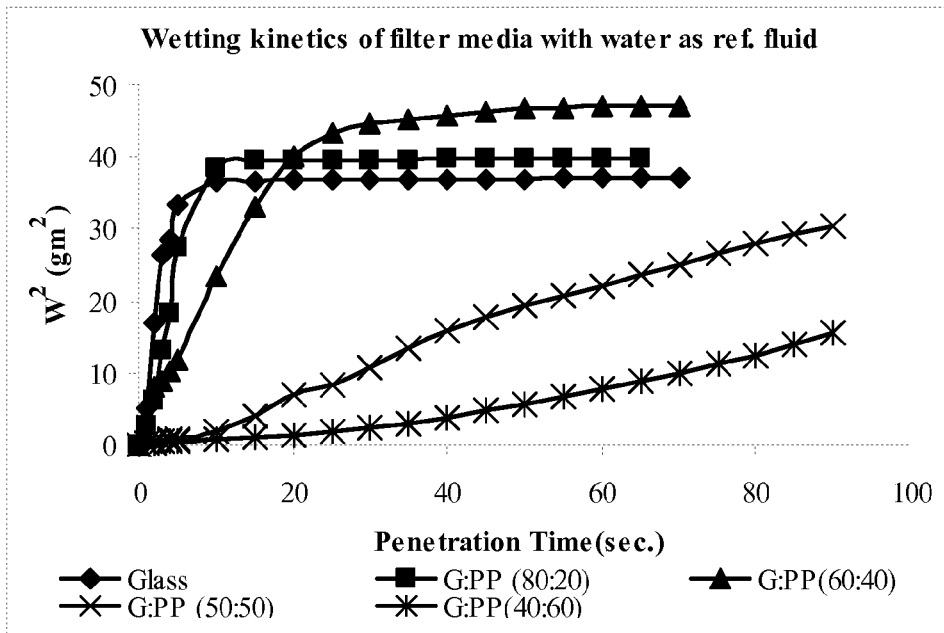 Wetting kinetics of filter media with water as ref. fluid
W² (gm²)
50
40
30
20
10
0
0 20 40 60 80 100
Penetration Time(sec.)
Glass G:PP (80:20) G:PP(60:40)
G:PP (50:50) G:PP(40:60)